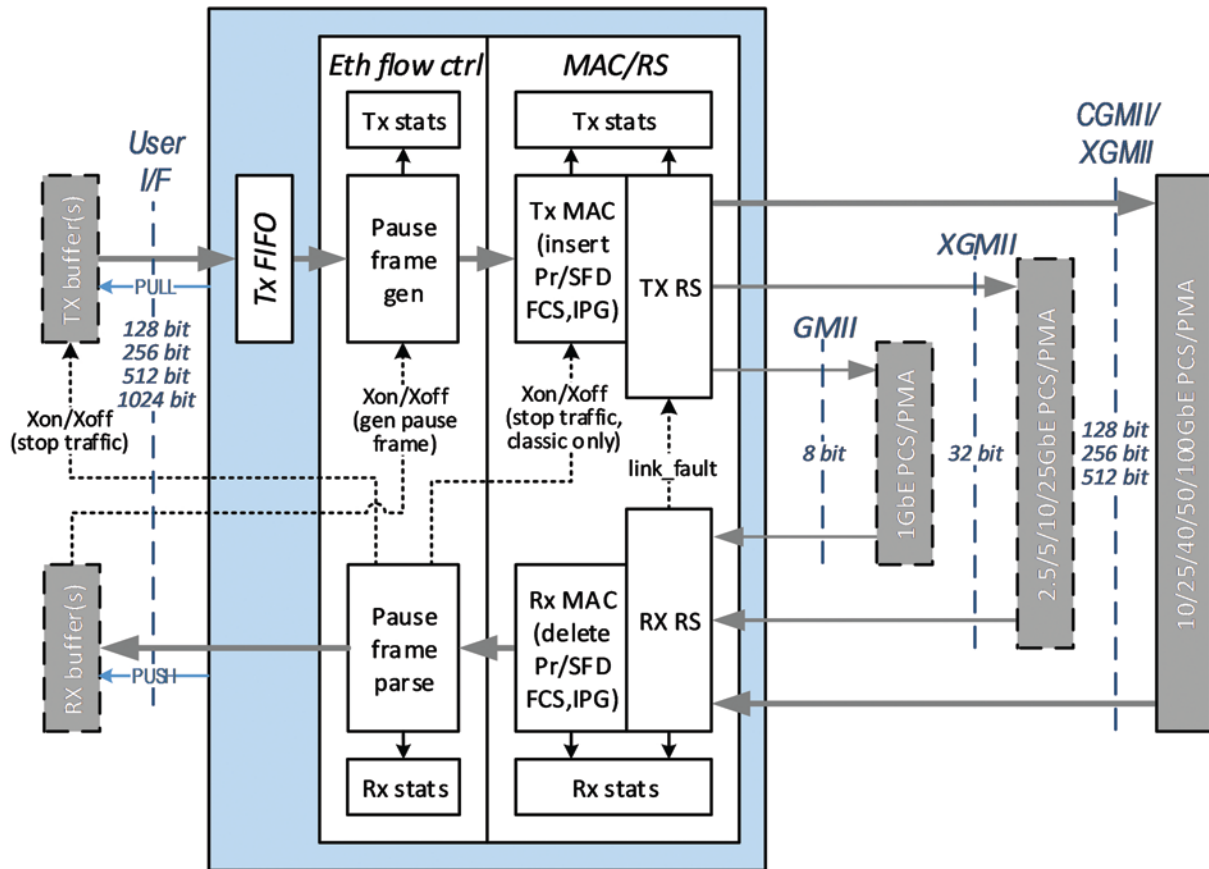 Eth flow ctrl
MAC/RS
Tx stats
Tx stats
CGMII/
XGMII
User
I/F
TX buffer(s)
Tx FIFO
Pause
frame
gen
Tx MAC
(insert
Pr/SFD
FCS,IPG)
TX RS
XGMII
PULL
GMII
128 bit
256 bit
512 bit
1024 bit
Xon/Xoff
(stop traffic)
Xon/Xoff
(gen pause
frame)
Xon/Xoff
(stop traffic,
classic only)
link_fault
8 bit
1GbE PCS/PMA
32 bit
2.5/5/10/25GbE PCS/PMA
128 bit
256 bit
512 bit
10/25/40/50/100GbE PCS/PMA
RX buffer(s)
PUSH
Pause
frame
parse
Rx MAC
(delete
Pr/SFD
FCS,IPG)
RX RS
Rx stats
Rx stats